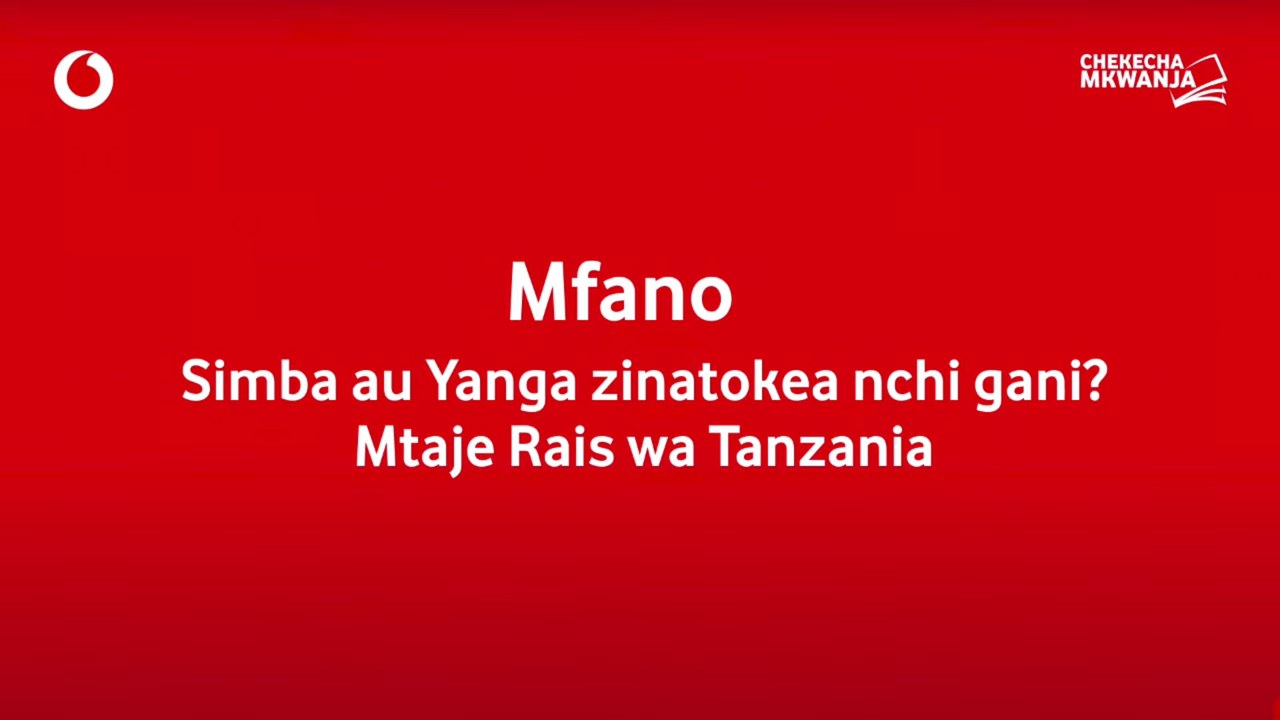 CHEKECHA
MKWANJA
Mfano
Simba au Yanga zinatokea nchi gani?
Mtaje Rais wa Tanzania